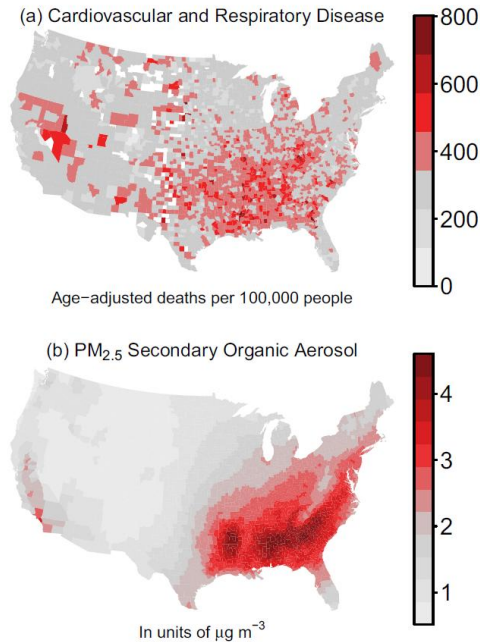 (a) Cardiovascular and Respiratory Disease
800
600
400
200
0
Age−adjusted deaths per 100,000 people
(b) PM2.5 Secondary Organic Aerosol
4
3
2
1
In units of μg m−3